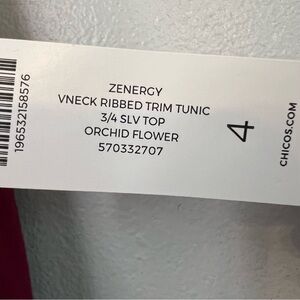 ZENERGY
VNECK RIBBED TRIM TUNIC
3/4 SLV TOP
ORCHID FLOWER
570332707
4
CHICOS.COM
196532158576